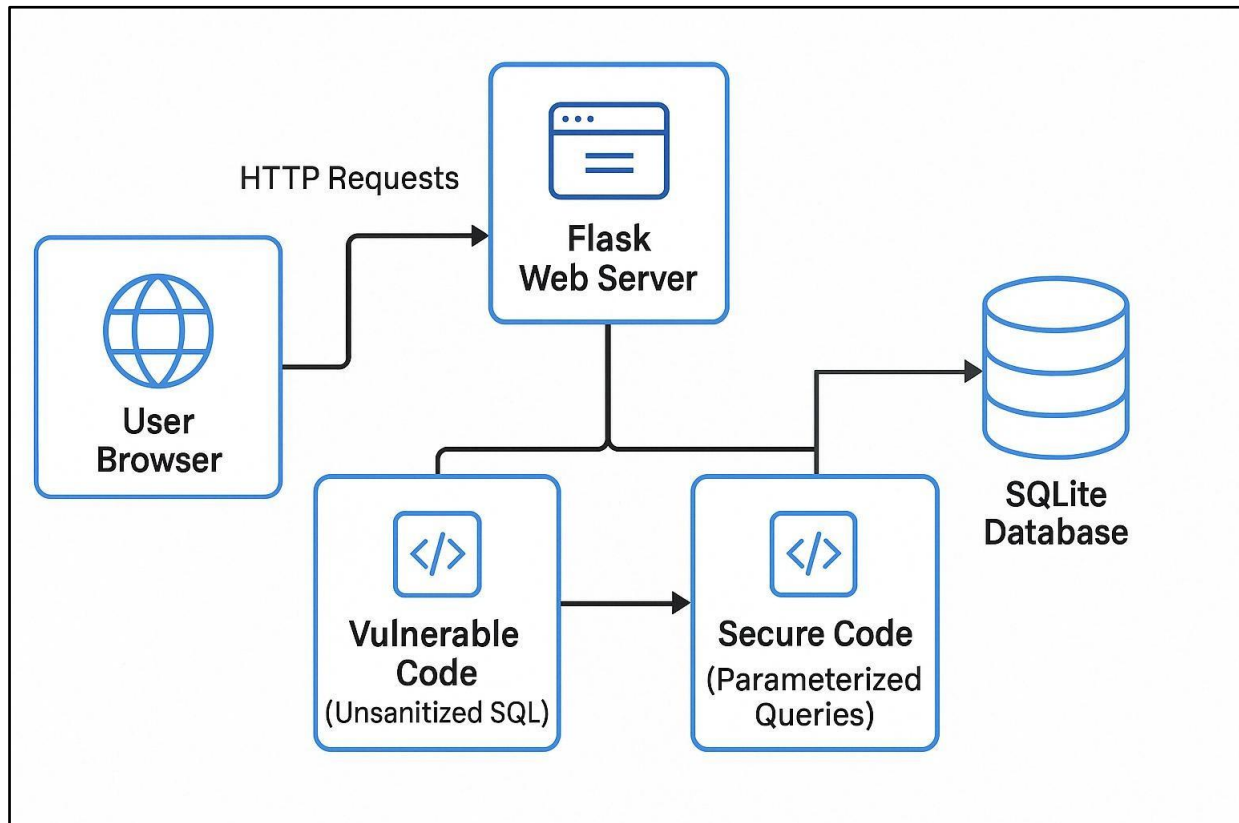 HTTP Requests
Flask
Web Server
User
Browser
SQLite
Database
</>
</>
Vulnerable
Code
(Unsanitized SQL)
Secure Code
(Parameterized
Queries)